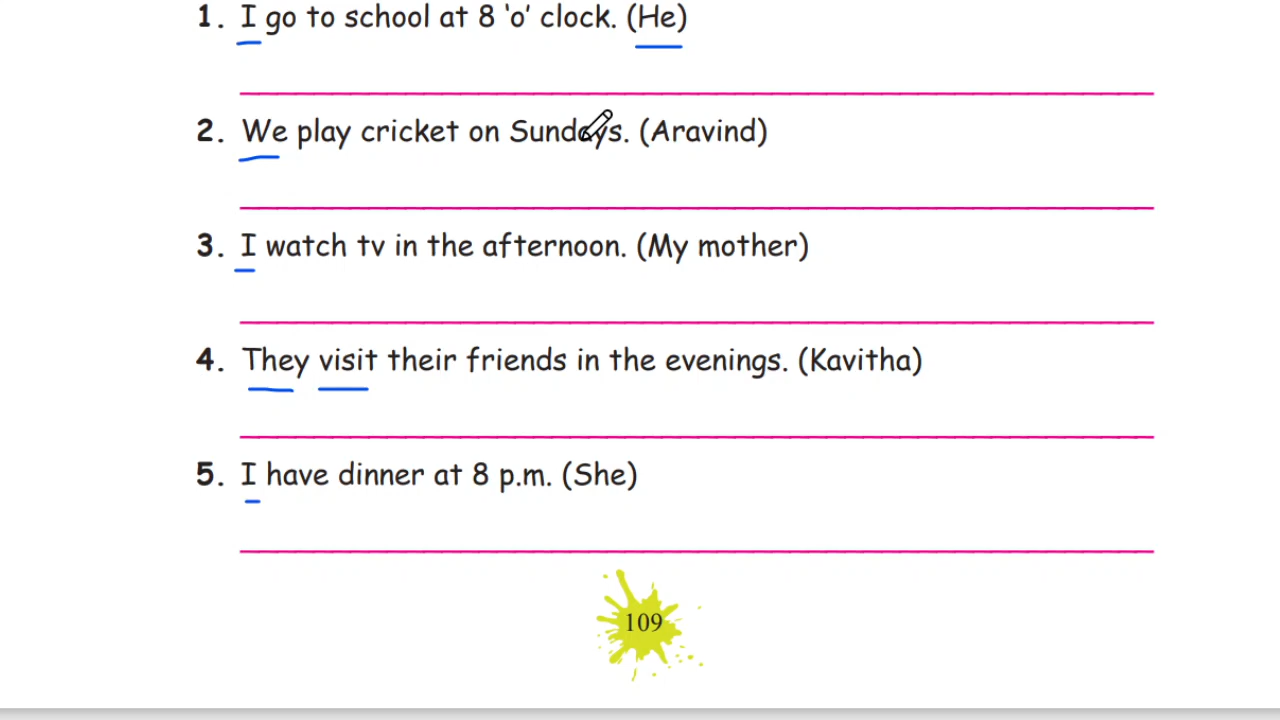 1. I go to school at 8 ‘o’ clock. (He)
2. We play cricket on Sundays. (Aravind)
3. I watch tv in the afternoon. (My mother)
4. They visit their friends in the evenings. (Kavitha)
5. I have dinner at 8 p.m. (She)
109